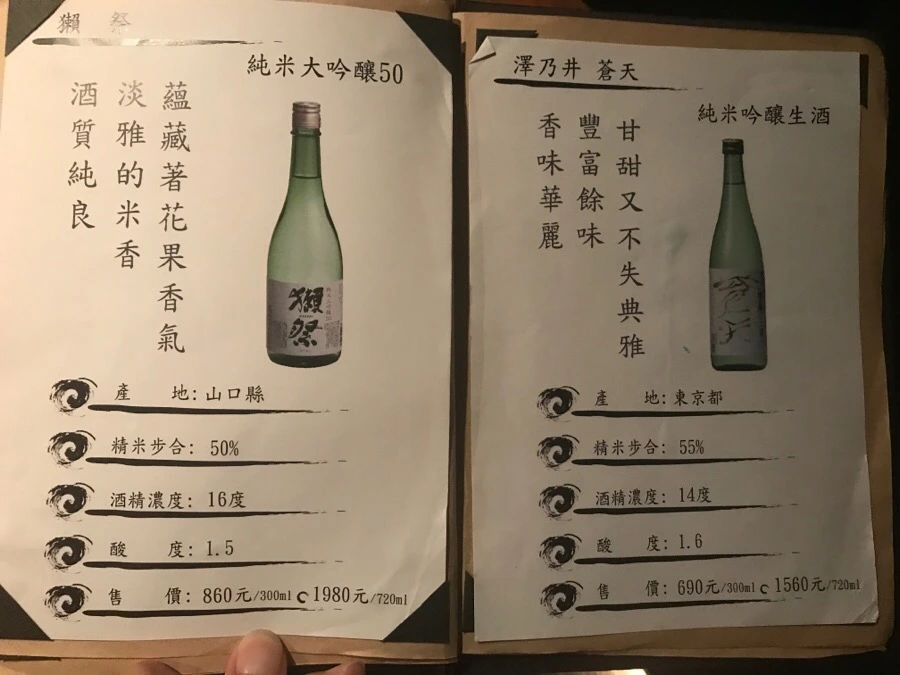 獺 祭
純米大吟釀50
蘊藏著花果香氣
淡雅的米香
酒質純良
獺祭
產 地: 山口縣
精米步合: 50%
酒精濃度: 16度
酸 度: 1.5
售 價: 860元/300ml 1980元/720ml
澤乃井 蒼天
純米吟釀生酒
甘甜又不失典雅
豐富餘味
香味華麗
蒼天
產 地: 東京都
精米步合: 55%
酒精濃度: 14度
酸 度: 1.6
售 價: 690元/300ml 1560元/720ml